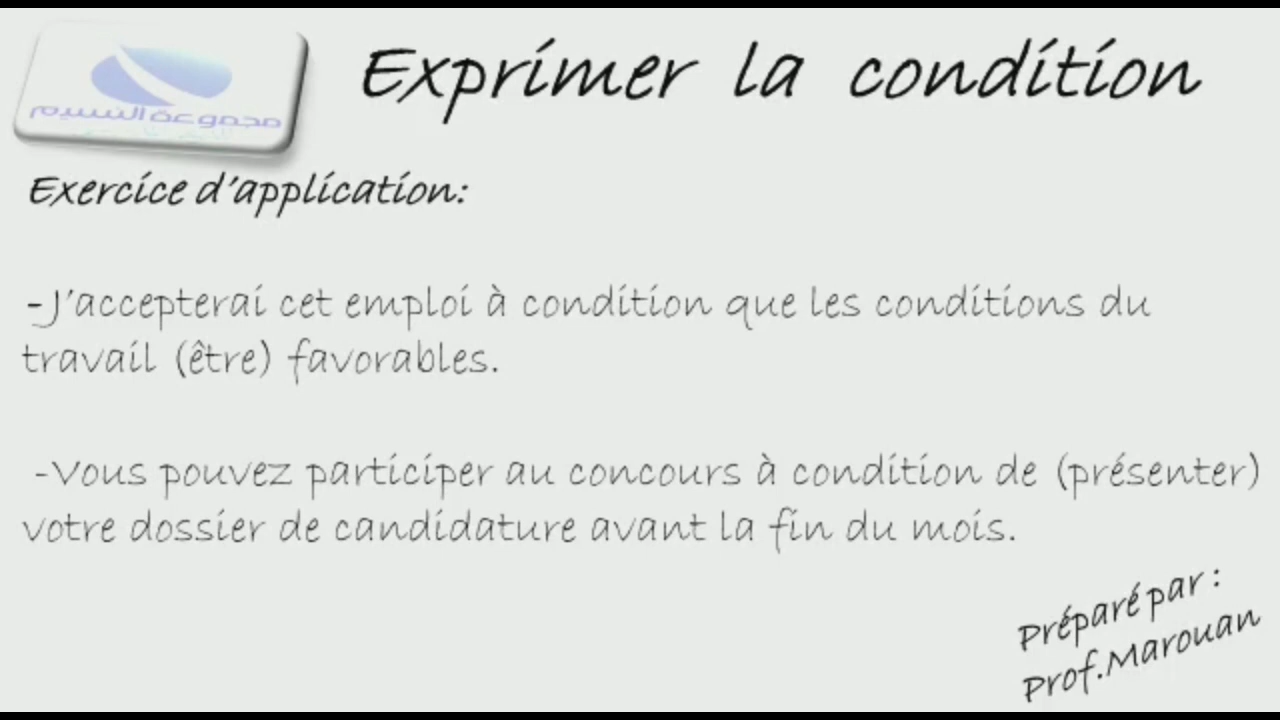 مجموعة النسيم
Exprimer la condition
Exercice d'application:
-J'accepterai cet emploi à condition que les conditions du
travail (être) favorables.
-Vous pouvez participer au concours à condition de (présenter)
votre dossier de candidature avant la fin du mois.
Préparé par :
Prof.Marouan